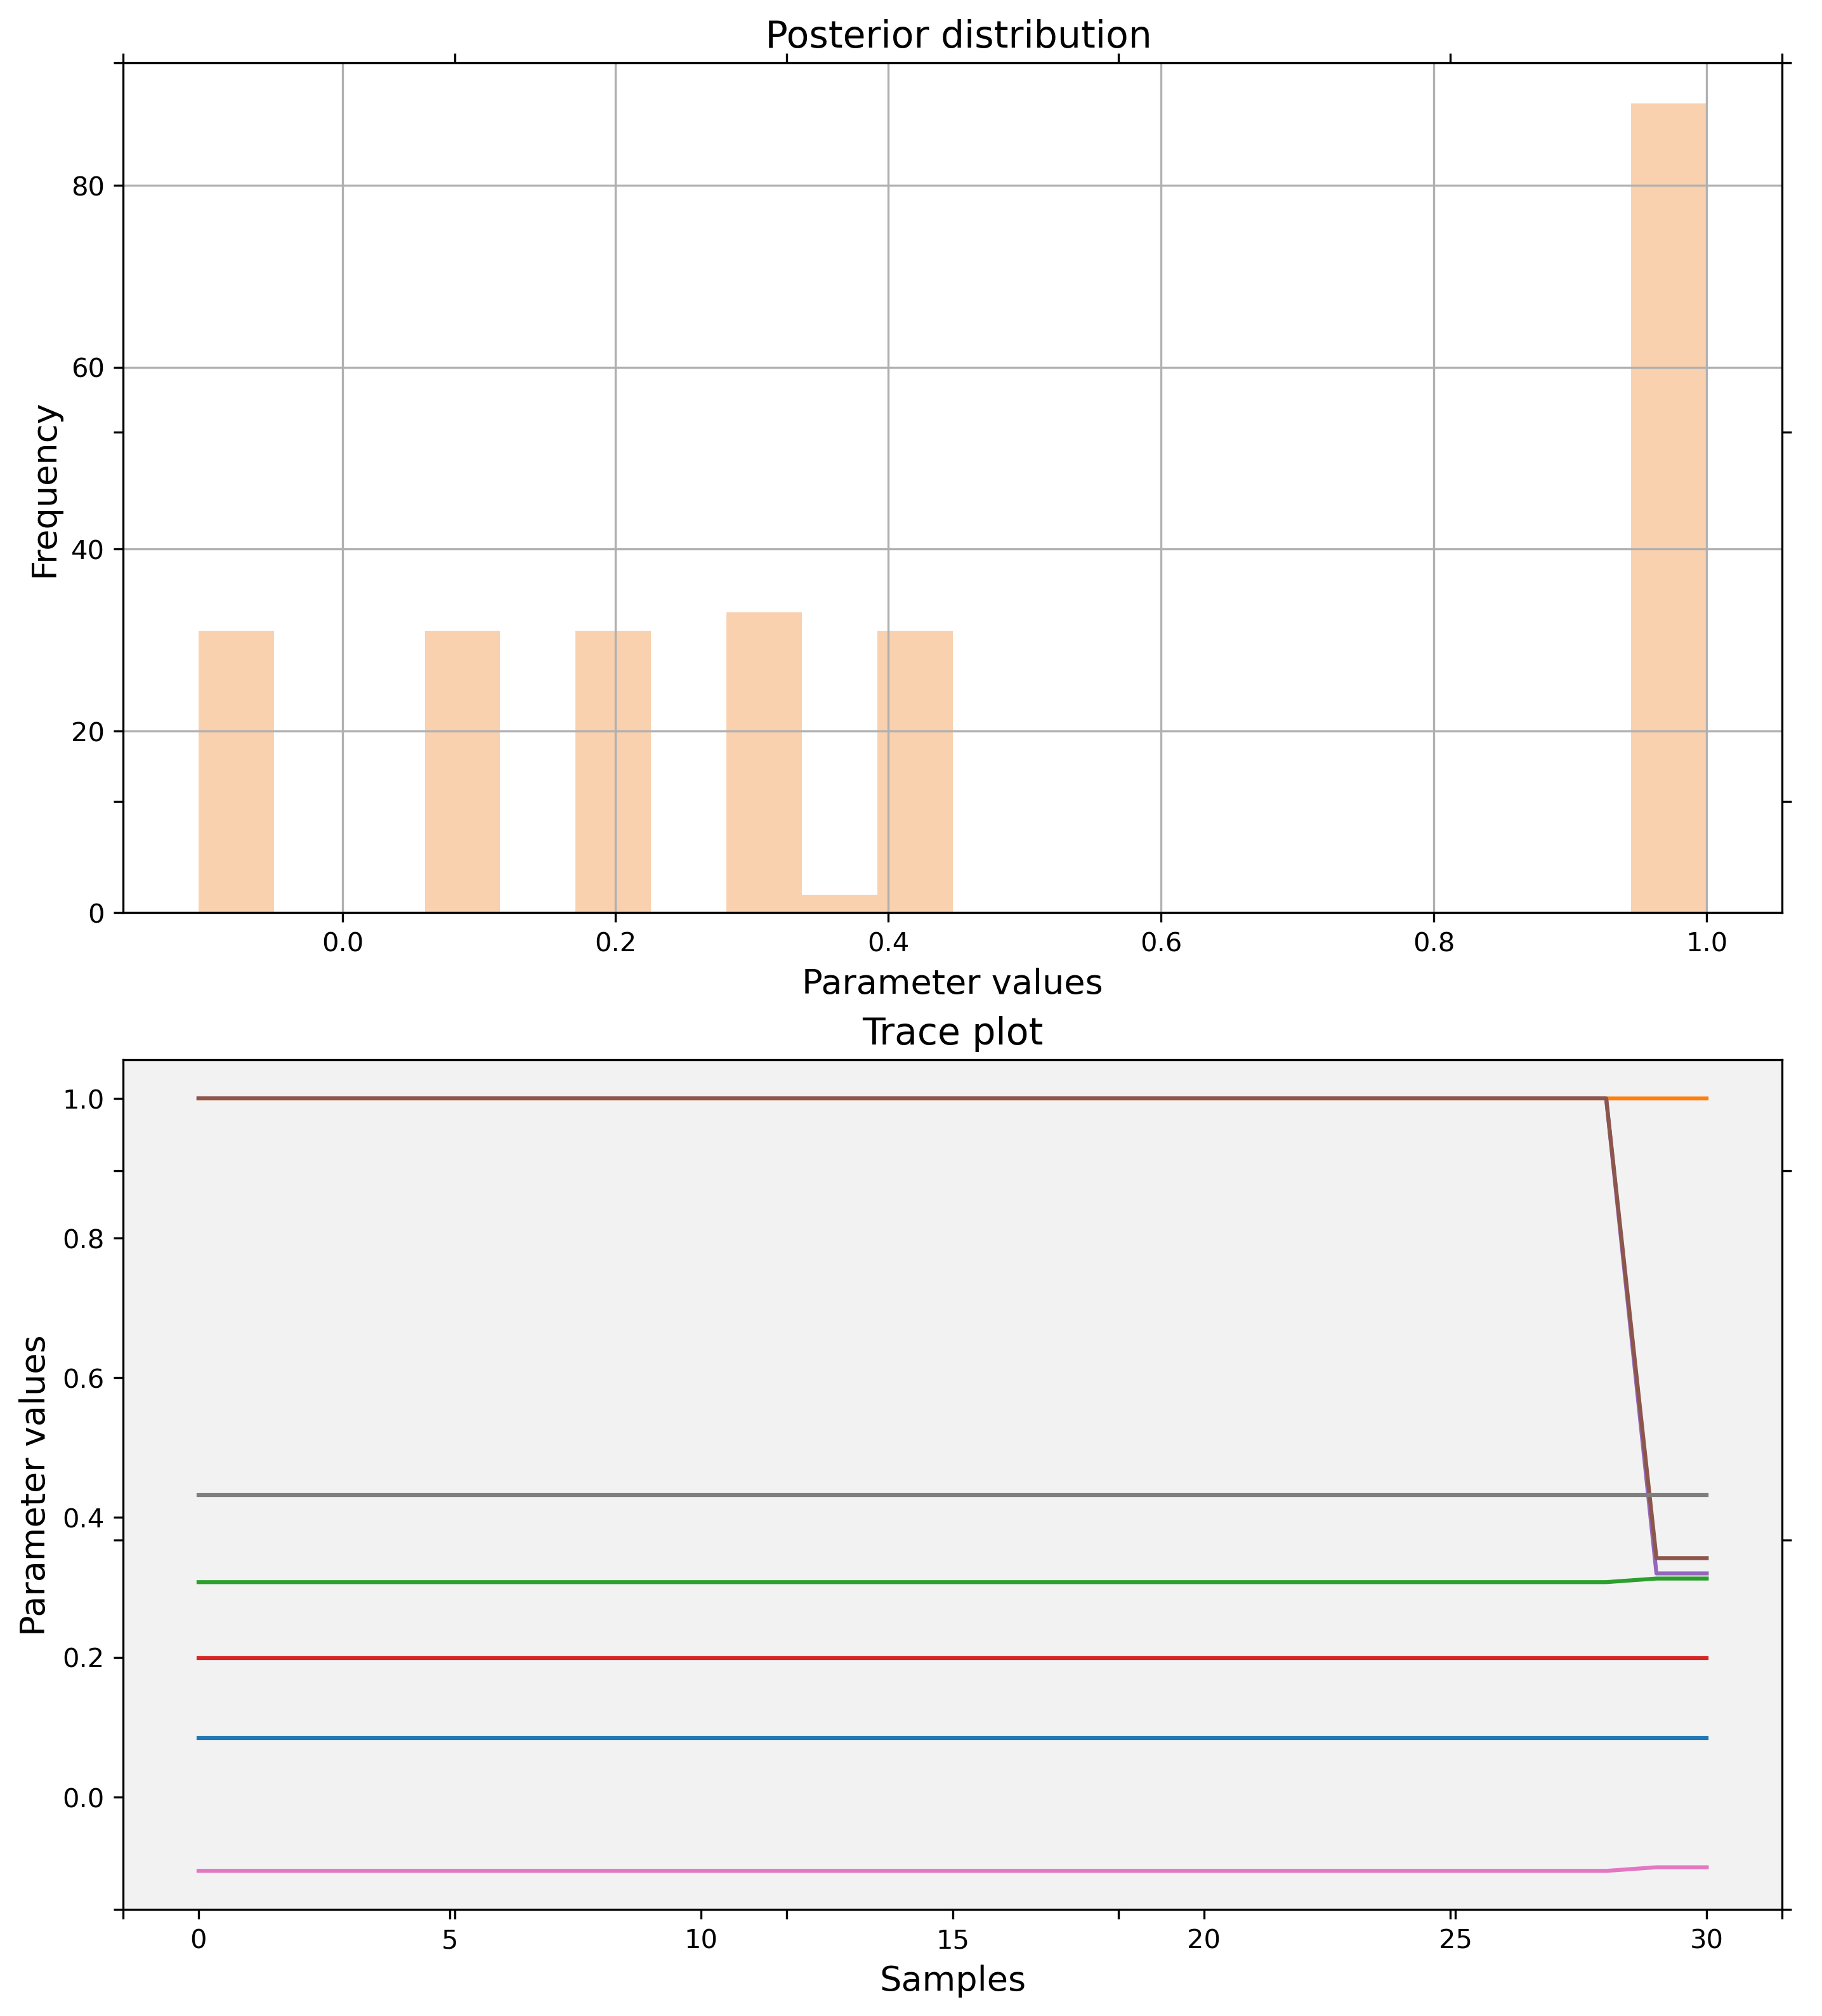 Posterior distribution
Frequency
80
60
40
20
0
0.0 0.2 0.4 0.6 0.8 1.0
Parameter values
Trace plot
Parameter values
1.0
0.8
0.6
0.4
0.2
0.0
0 5 10 15 20 25 30
Samples